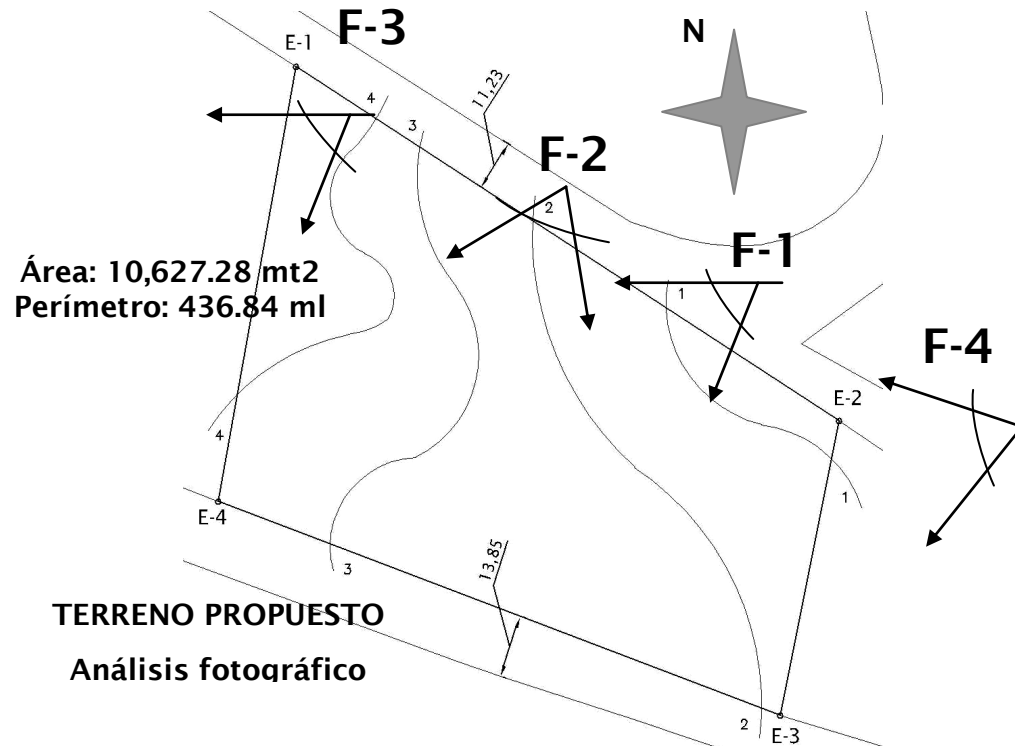 F-3
N
E-1
4
11,23
3
F-2
2
F-1
1
Área: 10,627.28 mt2
Perímetro: 436.84 ml
F-4
E-2
4
1
E-4
13,85
3
TERRENO PROPUESTO
Análisis fotográfico
2
E-3